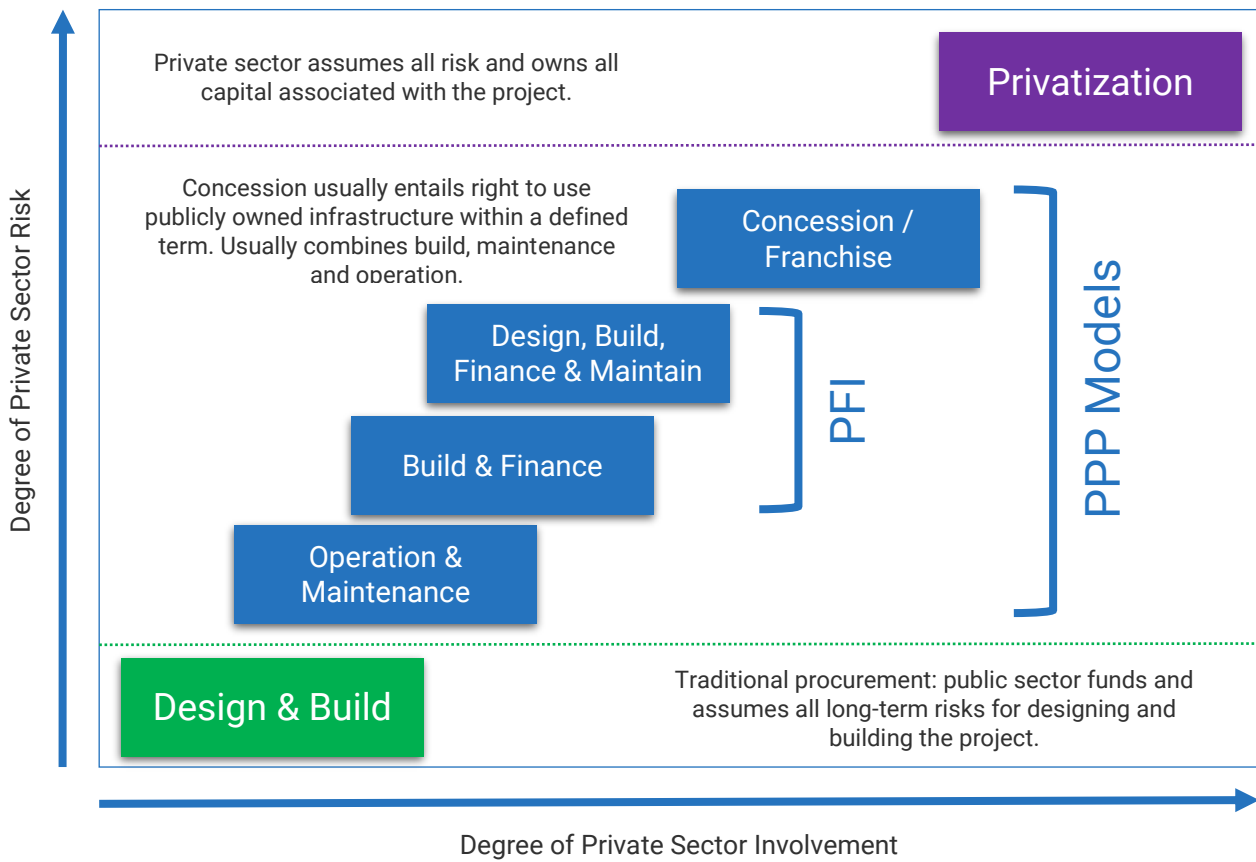 Private sector assumes all risk and owns all
capital associated with the project.
Privatization
Concession usually entails right to use
publicly owned infrastructure within a defined
term. Usually combines build, maintenance
and operation.
Concession /
Franchise
Design, Build,
Finance & Maintain
Build & Finance
Operation &
Maintenance
PFI
PPP Models
Design & Build
Traditional procurement: public sector funds and
assumes all long-term risks for designing and
building the project.
Degree of Private Sector Risk
Degree of Private Sector Involvement